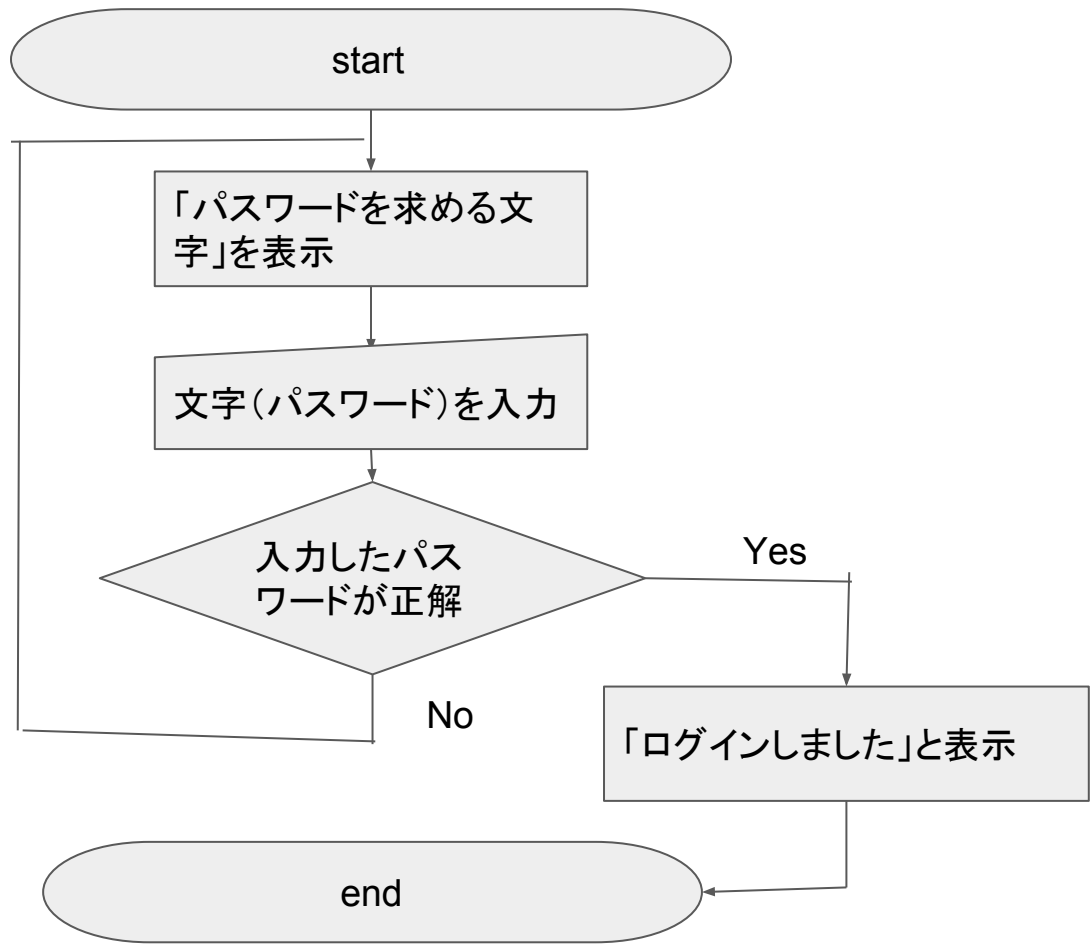 start
「パスワードを求める文
字」を表示
文字（パスワード）を入力
入力したパス
ワードが正解
Yes
No
「ログインしました」と表示
end